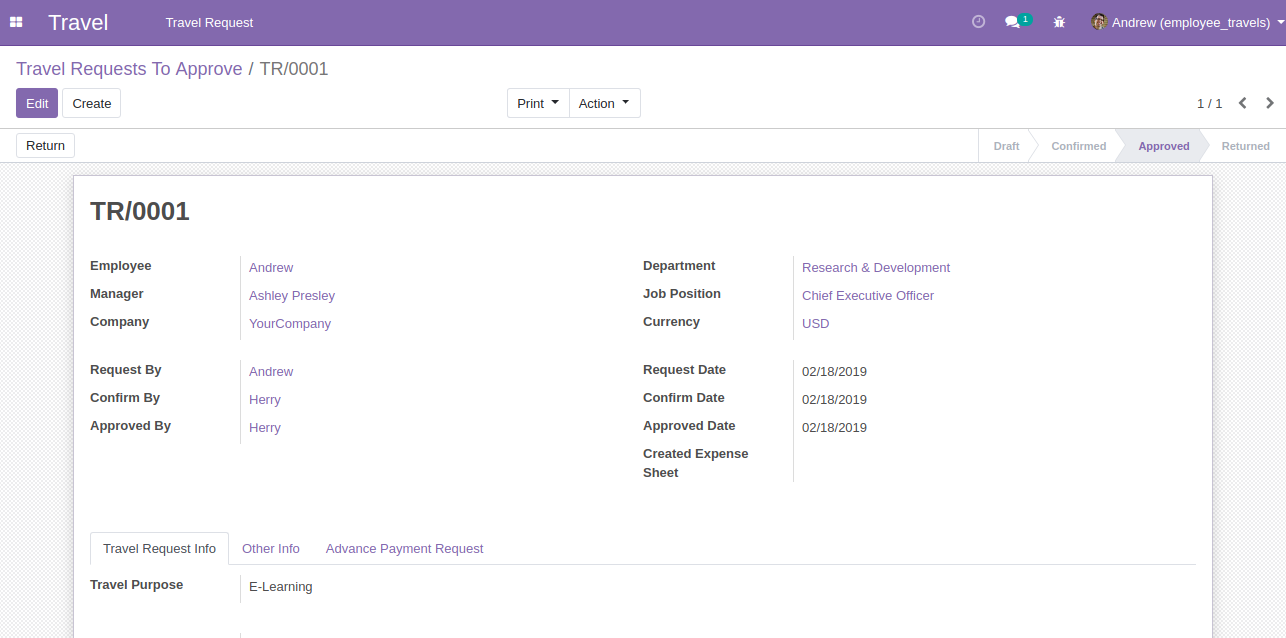 Travel Travel Request 1 Andrew (employee_travels)
Travel Requests To Approve / TR/0001
Edit Create Print Action 1 / 1
Return Draft Confirmed Approved Returned
TR/0001
Employee Andrew Department Research & Development
Manager Ashley Presley Job Position Chief Executive Officer
Company YourCompany Currency USD
Request By Andrew Request Date 02/18/2019
Confirm By Herry Confirm Date 02/18/2019
Approved By Herry Approved Date 02/18/2019
Created Expense
Sheet
Travel Request Info Other Info Advance Payment Request
Travel Purpose E-Learning